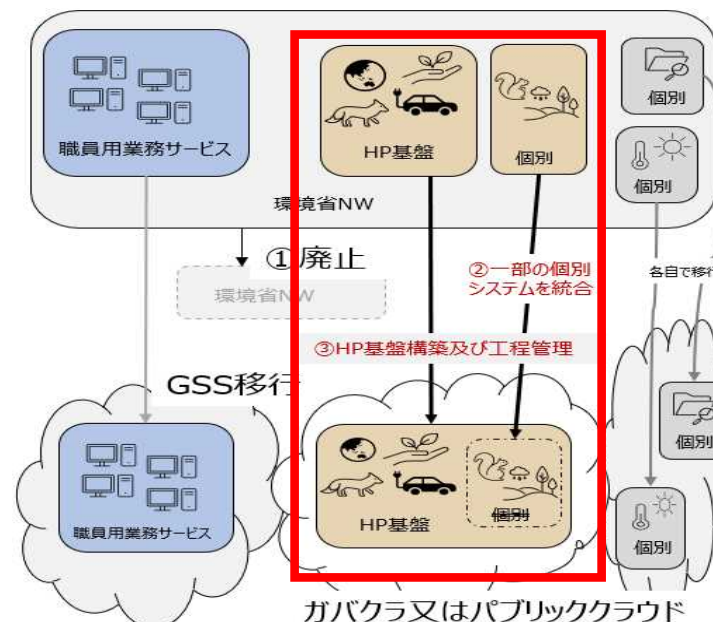 職員用業務サービス
HP基盤
個別
個別
個別
環境省NW
①廃止
環境省NW
②一部の個別
システムを統合
各自で移行
③HP基盤構築及び工程管理
GSS移行
職員用業務サービス
HP基盤
個別
個別
個別
ガバクラ又はパブリッククラウド